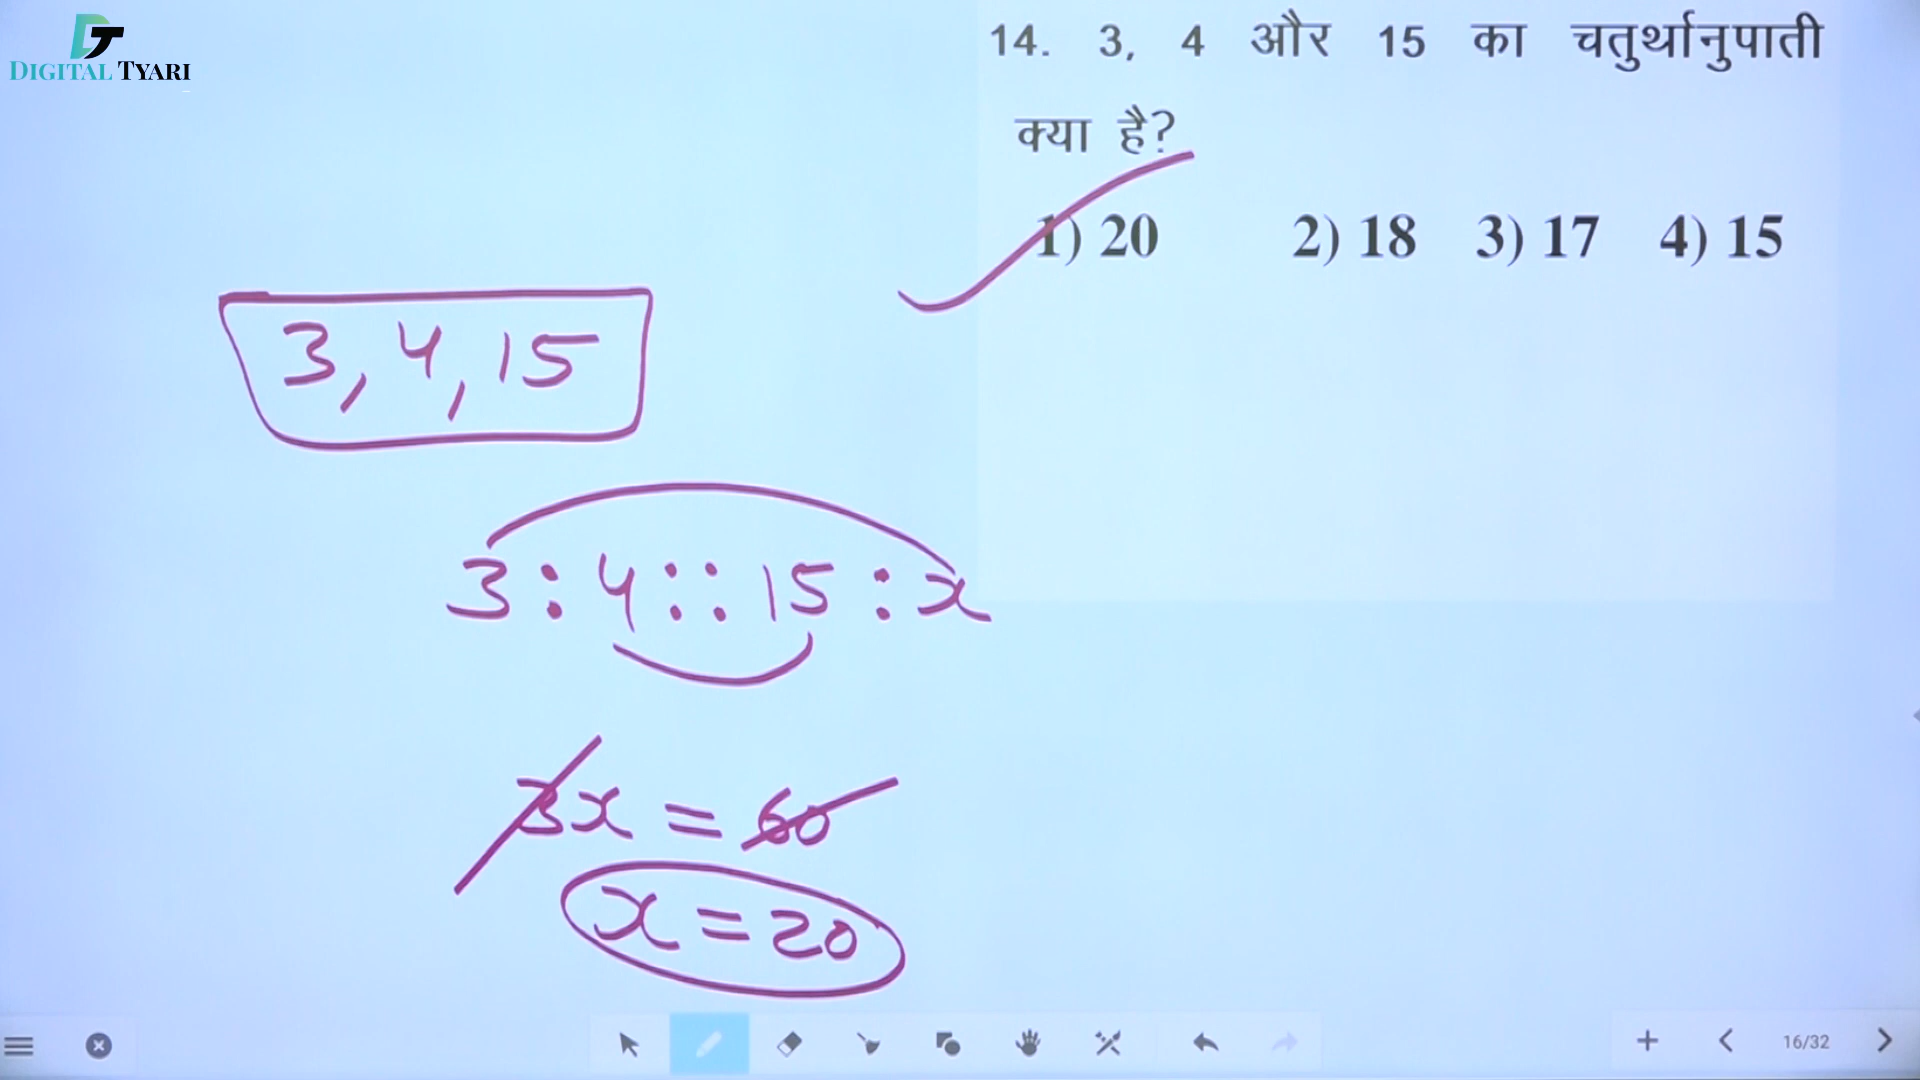 DIGITAL TYARI
14. 3, 4 और 15 का चतुर्थानुपाती
क्या है?
1) 20 2) 18 3) 17 4) 15
3, 4, 15
3 : 4 :: 15 : x
3x = 60
x = 20
16/32